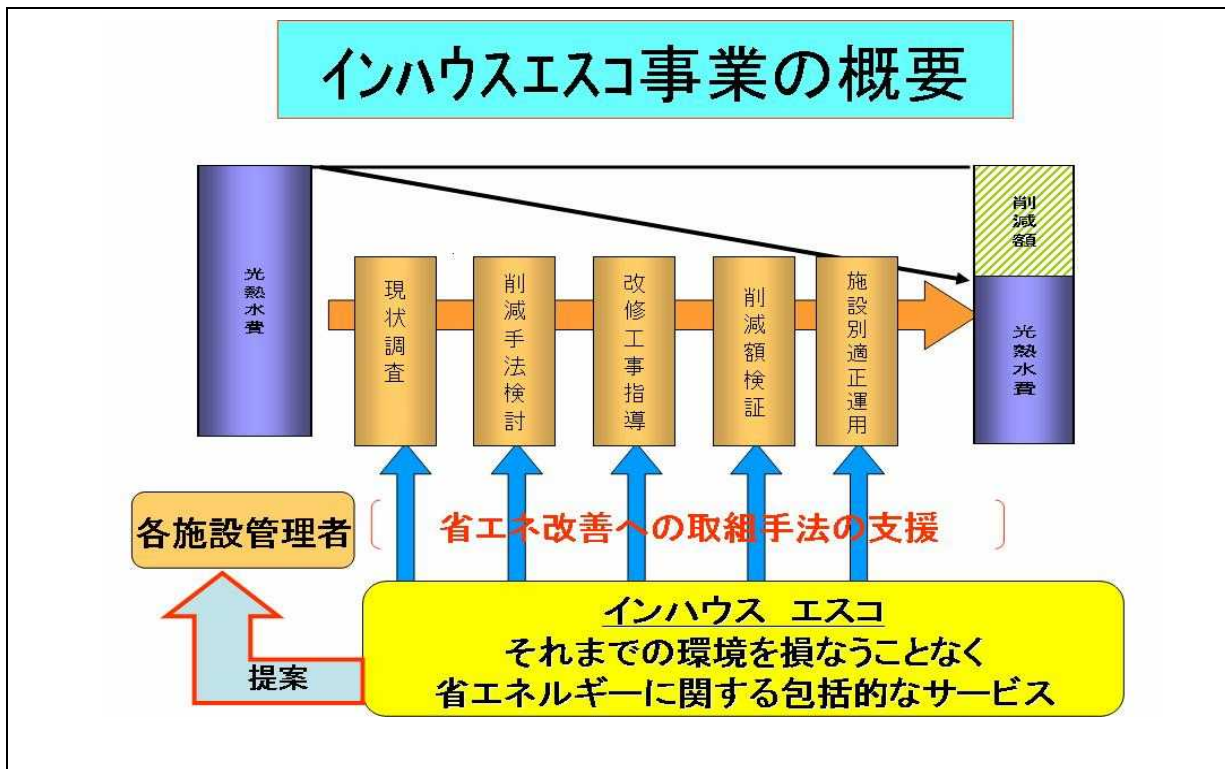 インハウスエスコ事業の概要
光熱水費
現状調査
削減手法検討
改修工事指導
削減額検証
施設別適正運用
削減額
光熱水費
各施設管理者
省エネ改善への取組手法の支援
提案
インハウス エスコ
それまでの環境を損なうことなく
省エネルギーに関する包括的なサービス